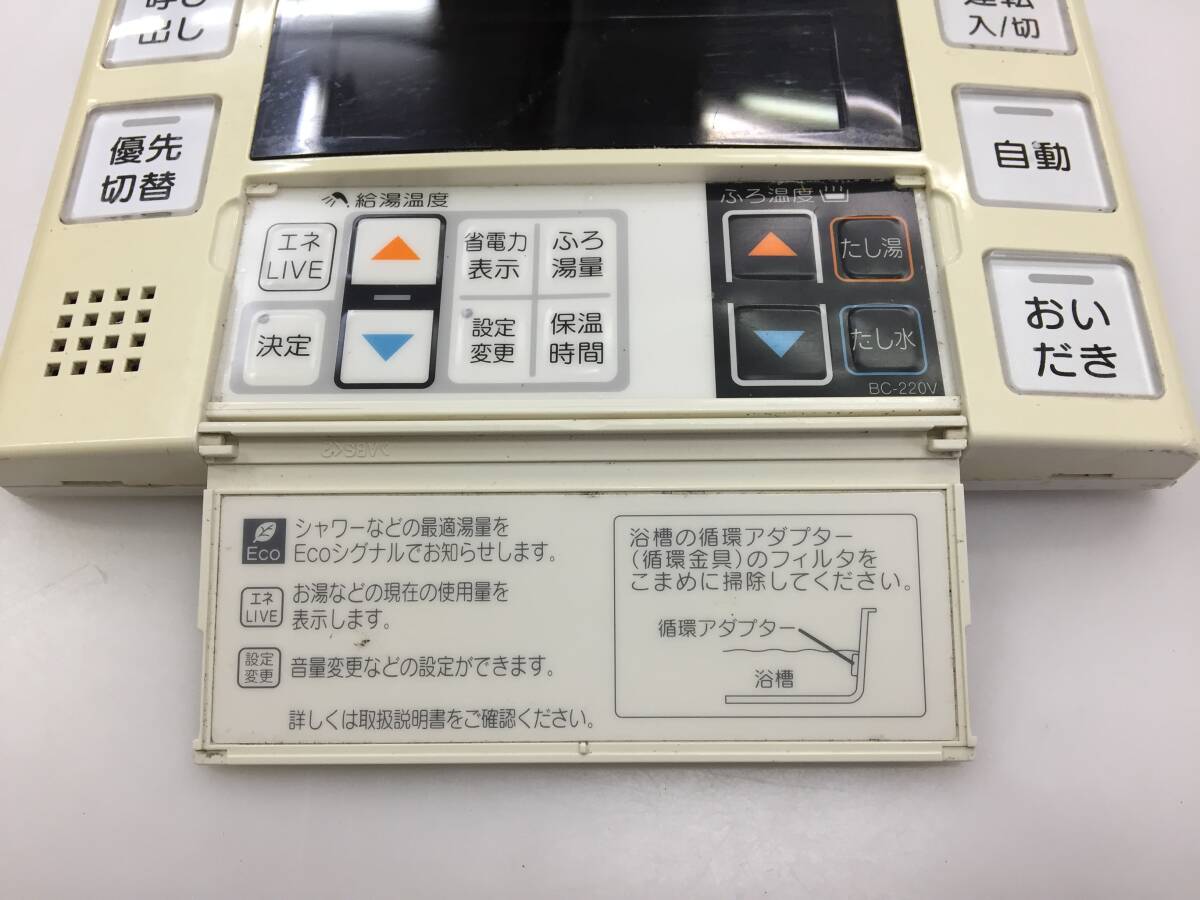 呼び
出し
運転
入/切
優先
切替
自動
給湯温度
ふろ温度
エネ
LIVE
省電力
表示
ふろ
湯量
たし湯
決定
設定
変更
保温
時間
たし水
BC-220V
おい
だき
>ABS<
Eco
シャワーなどの最適湯量を
Ecoシグナルでお知らせします。
エネ
LIVE
お湯などの現在の使用量を
表示します。
設定
変更
音量変更などの設定ができます。
詳しくは取扱説明書をご確認ください。
浴槽の循環アダプター
(循環金具)のフィルタを
こまめに掃除してください。
循環アダプター
浴槽